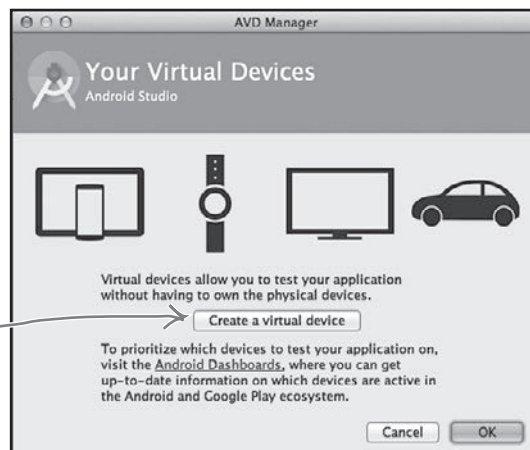 AVD Manager
Your Virtual Devices
Android Studio
Virtual devices allow you to test your application
without having to own the physical devices.
Create a virtual device
To prioritize which devices to test your application on,
visit the Android Dashboards, where you can get
up-to-date information on which devices are active in
the Android and Google Play ecosystem.
Cancel
OK